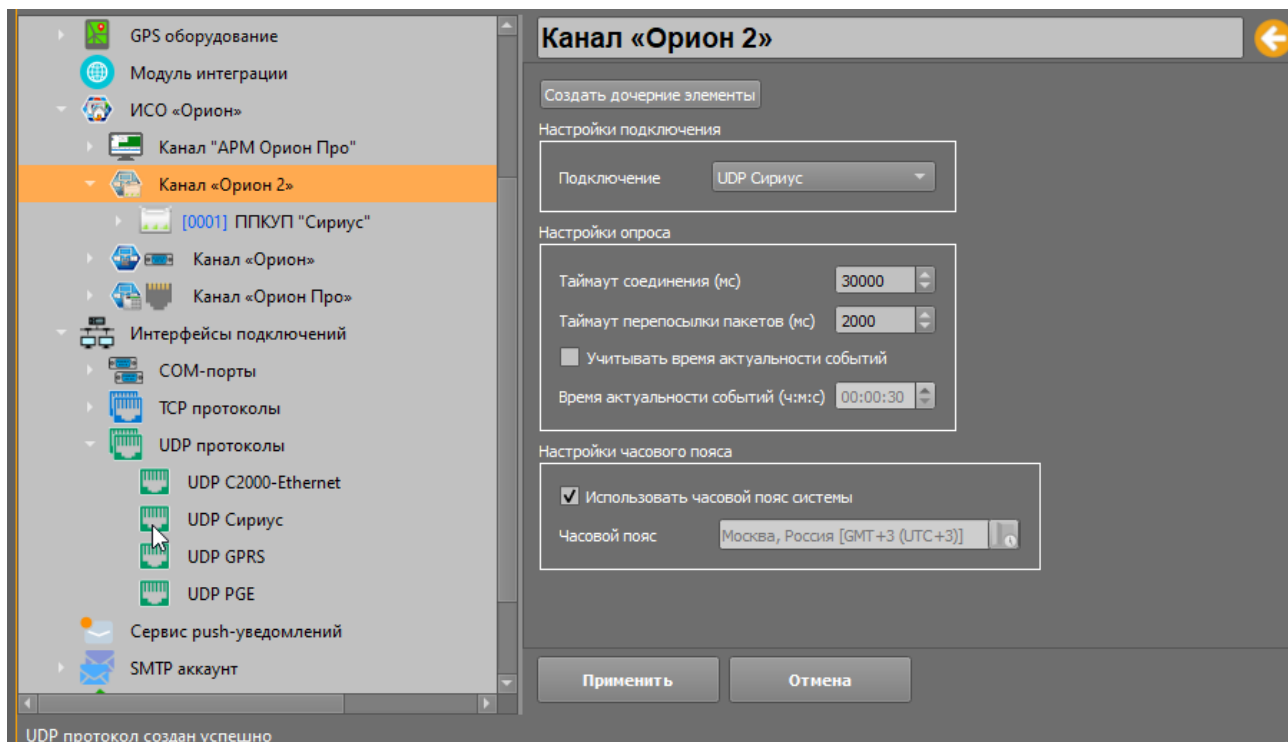 GPS оборудование
Модуль интеграции
ИСО «Орион»
Канал "АРМ Орион Про"
Канал «Орион 2»
[0001] ППКУП "Сириус"
Канал «Орион»
Канал «Орион Про»
Интерфейсы подключений
COM-порты
TCP протоколы
UDP протоколы
UDP C2000-Ethernet
UDP Сириус
UDP GPRS
UDP PGE
Сервис push-уведомлений
SMTP аккаунт
UDP протокол создан успешно
Канал «Орион 2»
Создать дочерние элементы
Настройки подключения
Подключение UDP Сириус
Настройки опроса
Таймаут соединения (мс) 30000
Таймаут перепосылки пакетов (мс) 2000
Учитывать время актуальности событий
Время актуальности событий (ч:м:с) 00:00:30
Настройки часового пояса
Использовать часовой пояс системы
Часовой пояс Москва, Россия [GMT+3 (UTC+3)]
Применить Отмена